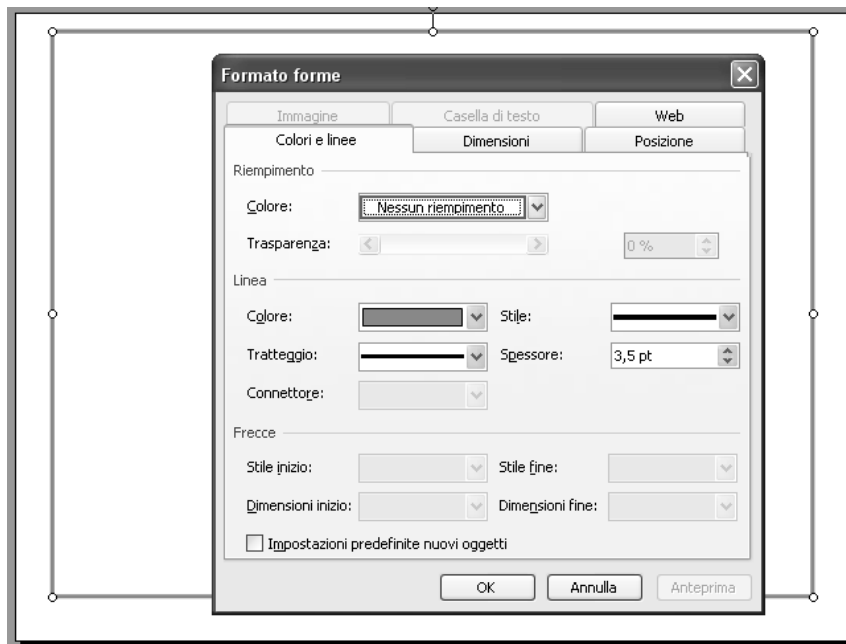 Formato forme
Immagine Casella di testo Web
Colori e linee Dimensioni Posizione
Riempimento
Colore: Nessun riempimento
Trasparenza: 0 %
Linea
Colore: Stile:
Tratteggio: Spessore: 3,5 pt
Connettore:
Frecce
Stile inizio: Stile fine:
Dimensioni inizio: Dimensioni fine:
Impostazioni predefinite nuovi oggetti
OK Annulla Anteprima